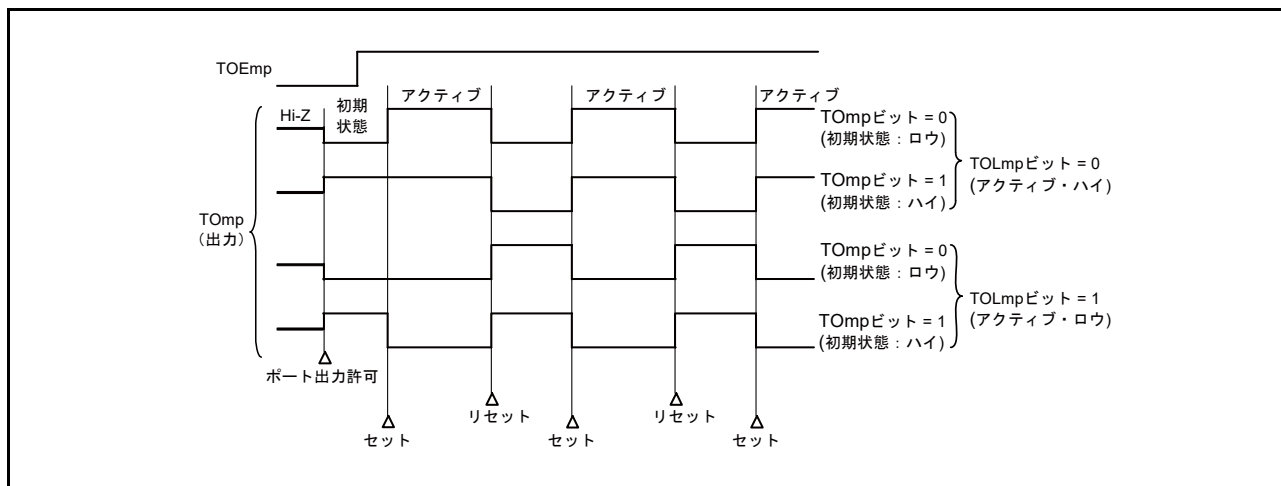 TOEmp
Hi-Z
初期
状態
アクティブ
アクティブ
アクティブ
TOmp
(出力)
TOmpビット = 0
(初期状態：ロウ)
TOmpビット = 1
(初期状態：ハイ)
TOLmpビット = 0
(アクティブ・ハイ)
TOmpビット = 0
(初期状態：ロウ)
TOmpビット = 1
(初期状態：ハイ)
TOLmpビット = 1
(アクティブ・ロウ)
ポート出力許可
セット
リセット
セット
リセット
セット